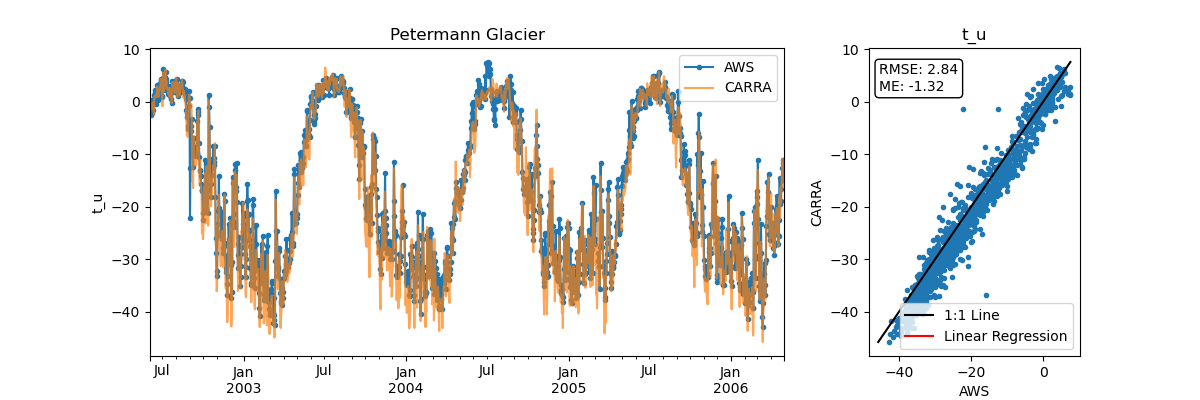 Petermann Glacier
t_u
10
0
−10
−20
−30
−40
t_u
AWS
CARRA
Jul
Jan
2003
Jul
Jan
2004
Jul
Jan
2005
Jul
Jan
2006
10
0
−10
−20
−30
−40
CARRA
RMSE: 2.84
ME: -1.32
1:1 Line
Linear Regression
−40
−20
0
AWS